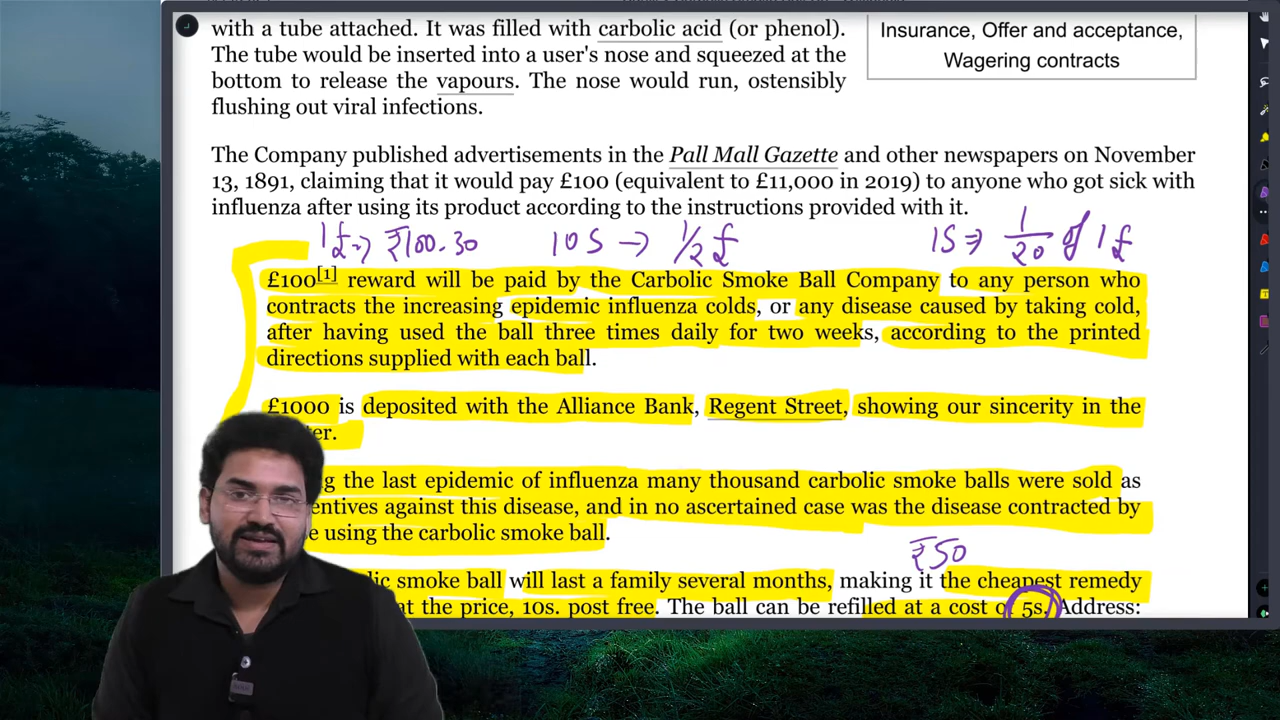 with a tube attached. It was filled with carbolic acid (or phenol).
The tube would be inserted into a user's nose and squeezed at the
bottom to release the vapours. The nose would run, ostensibly
flushing out viral infections.
Insurance, Offer and acceptance,
Wagering contracts
The Company published advertisements in the Pall Mall Gazette and other newspapers on November
13, 1891, claiming that it would pay £100 (equivalent to £11,000 in 2019) to anyone who got sick with
influenza after using its product according to the instructions provided with it.
1£ => ₹100.30 10S → 1/2 £ 1S => 1/20 of 1£
£100[1] reward will be paid by the Carbolic Smoke Ball Company to any person who
contracts the increasing epidemic influenza colds, or any disease caused by taking cold,
after having used the ball three times daily for two weeks, according to the printed
directions supplied with each ball.
£1000 is deposited with the Alliance Bank, Regent Street, showing our sincerity in the
the last epidemic of influenza many thousand carbolic smoke balls were sold as
against this disease, and in no ascertained case was the disease contracted by
using the carbolic smoke ball.
₹50
smoke ball will last a family several months, making it the cheapest remedy
at the price, 10s. post free. The ball can be refilled at a cost of 5s. Address: